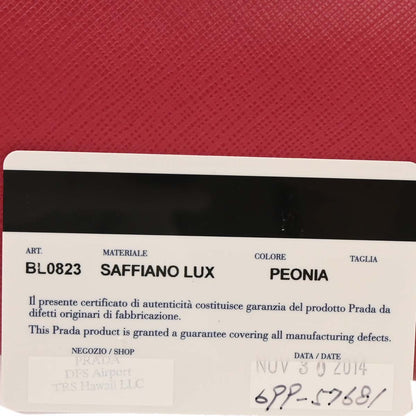 ART. MATERIALE COLORE TAGLIA
BL0823 SAFFIANO LUX PEONIA
Il presente certificato di autenticità costituisce garanzia del prodotto Prada da
difetti originari di fabbricazione.
This Prada product is granted a guarantee covering all manufacturing defects.
NEGOZIO / SHOP DATA / DATE
PRADA
DFS Airport
TRS Hawaii LLC
NOV 30 2014
699-57681